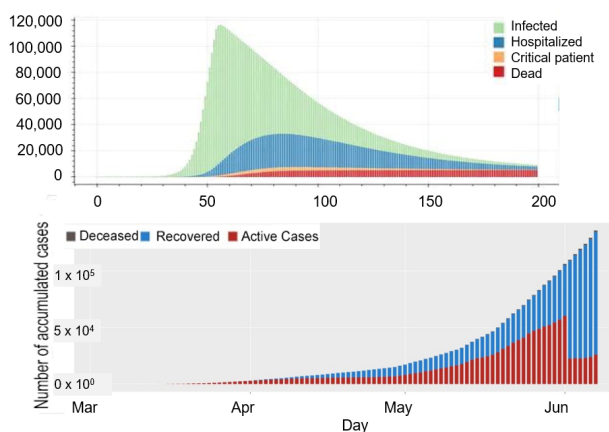 120,000
100,000
80,000
60,000
40,000
20,000
0
Infected
Hospitalized
Critical patient
Dead
0 50 100 150 200
Deceased Recovered Active Cases
Number of accumulated cases
1 x 10⁵
5 x 10⁴
0 x 10⁰
Mar Apr May Jun
Day